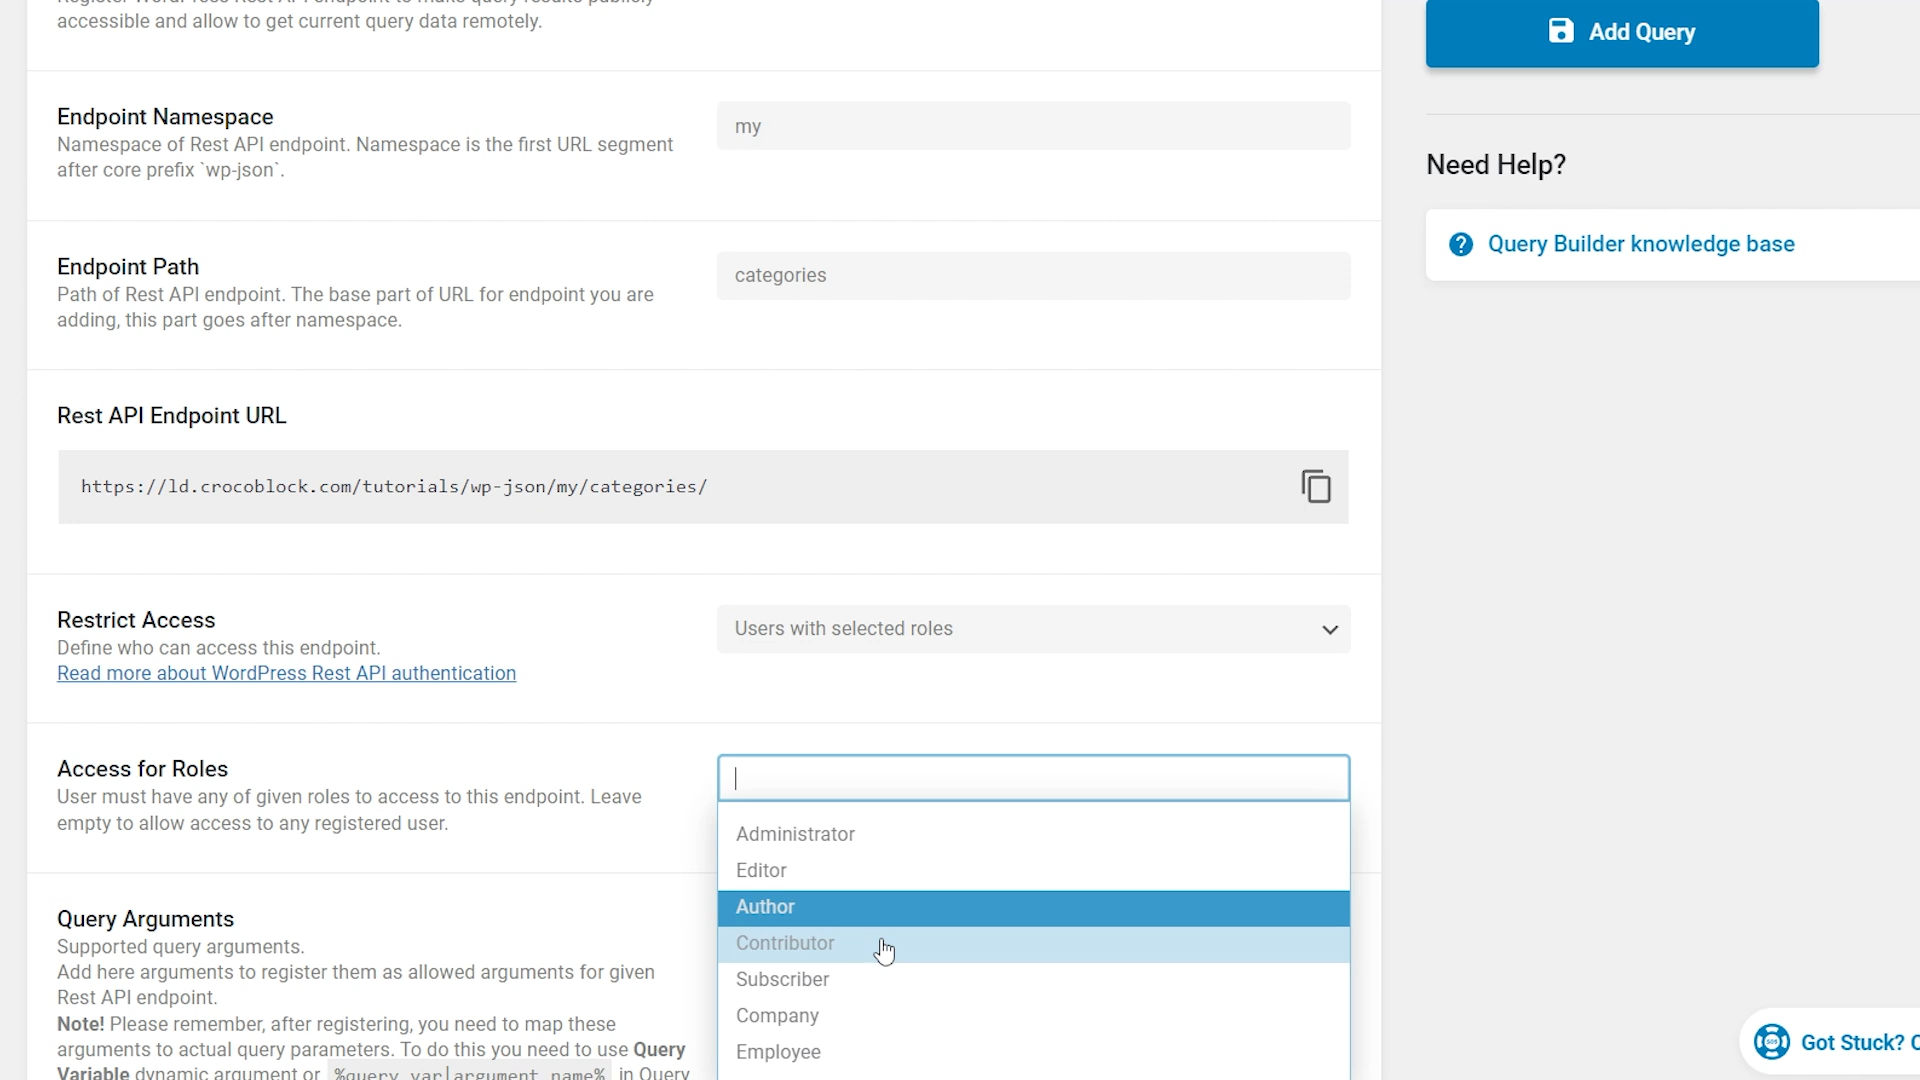 accessible and allow to get current query data remotely.
Add Query
Endpoint Namespace
Namespace of Rest API endpoint. Namespace is the first URL segment
after core prefix `wp-json`.
my
Need Help?
Query Builder knowledge base
Endpoint Path
Path of Rest API endpoint. The base part of URL for endpoint you are
adding, this part goes after namespace.
categories
Rest API Endpoint URL
https://ld.crocoblock.com/tutorials/wp-json/my/categories/
Restrict Access
Define who can access this endpoint.
Read more about WordPress Rest API authentication
Users with selected roles
Access for Roles
User must have any of given roles to access to this endpoint. Leave
empty to allow access to any registered user.
Administrator
Editor
Author
Contributor
Subscriber
Company
Employee
Query Arguments
Supported query arguments.
Add here arguments to register them as allowed arguments for given
Rest API endpoint.
Note! Please remember, after registering, you need to map these
arguments to actual query parameters. To do this you need to use Query
Variable dynamic argument or %query_var|argument_name% in Query
Got Stuck?